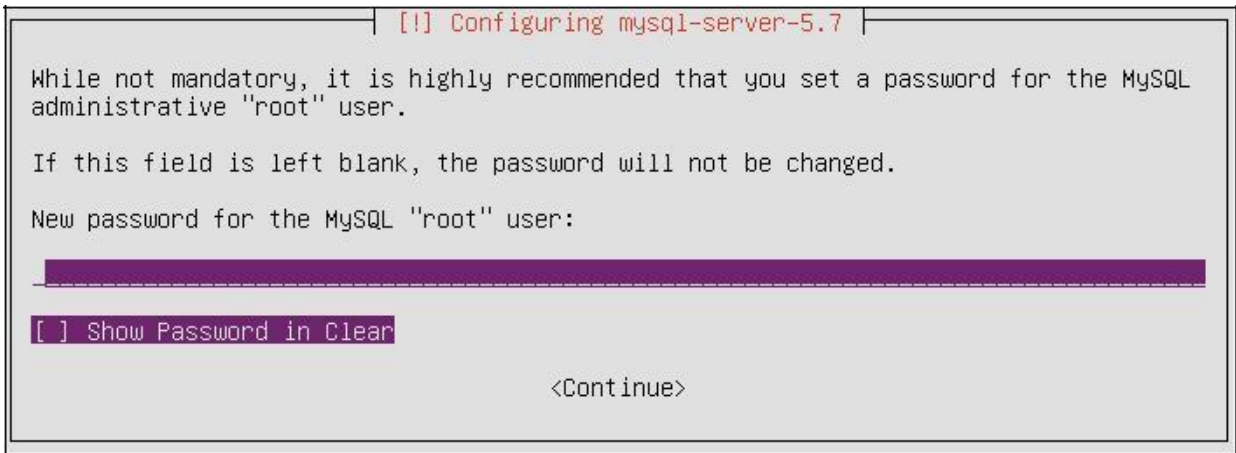 [!] Configuring mysql-server-5.7
While not mandatory, it is highly recommended that you set a password for the MySQL
administrative "root" user.
If this field is left blank, the password will not be changed.
New password for the MySQL "root" user:
[ ] Show Password in Clear
<Continue>